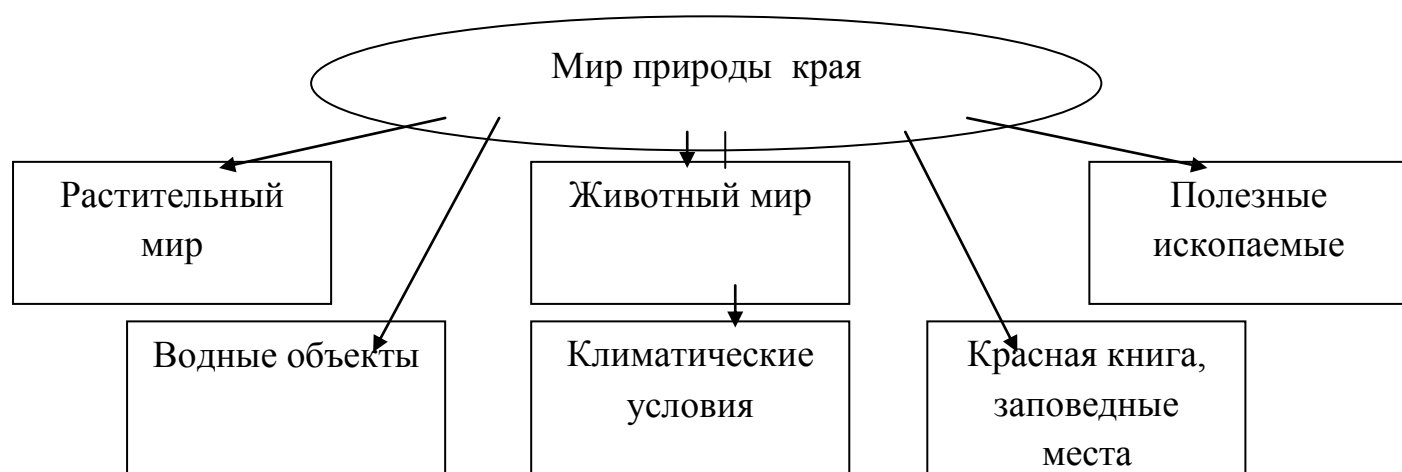 Мир природы края
Растительный
мир
Животный мир
Полезные
ископаемые
Водные объекты
Климатические
условия
Красная книга,
заповедные
места